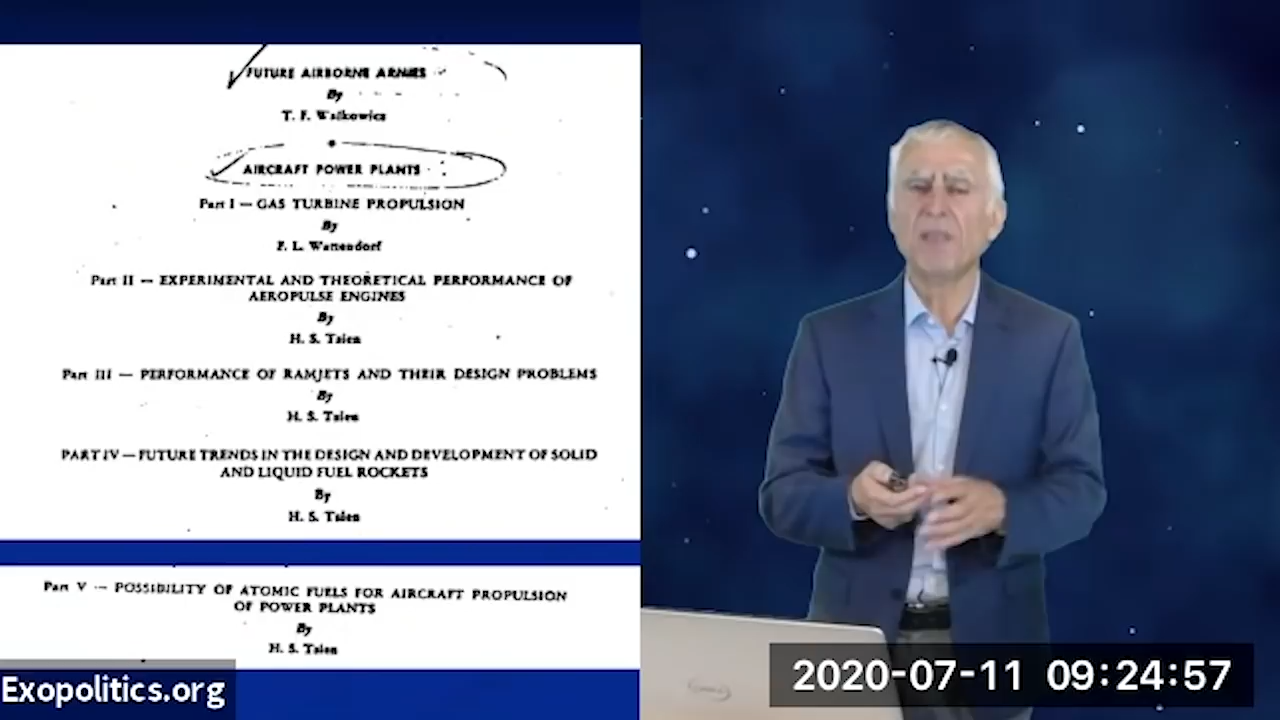 FUTURE AIRBORNE ARMIES
By
T. F. Walkowicz
AIRCRAFT POWER PLANTS
Part I — GAS TURBINE PROPULSION
By
F. L. Wattendorf
Part II — EXPERIMENTAL AND THEORETICAL PERFORMANCE OF
AEROPULSE ENGINES
By
H. S. Tsien
Part III — PERFORMANCE OF RAMJETS AND THEIR DESIGN PROBLEMS
By
H. S. Tsien
PART IV — FUTURE TRENDS IN THE DESIGN AND DEVELOPMENT OF SOLID
AND LIQUID FUEL ROCKETS
By
H. S. Tsien
Part V — POSSIBILITY OF ATOMIC FUELS FOR AIRCRAFT PROPULSION
OF POWER PLANTS
By
H. S. Tsien
Exopolitics.org
2020-07-11 09:24:57